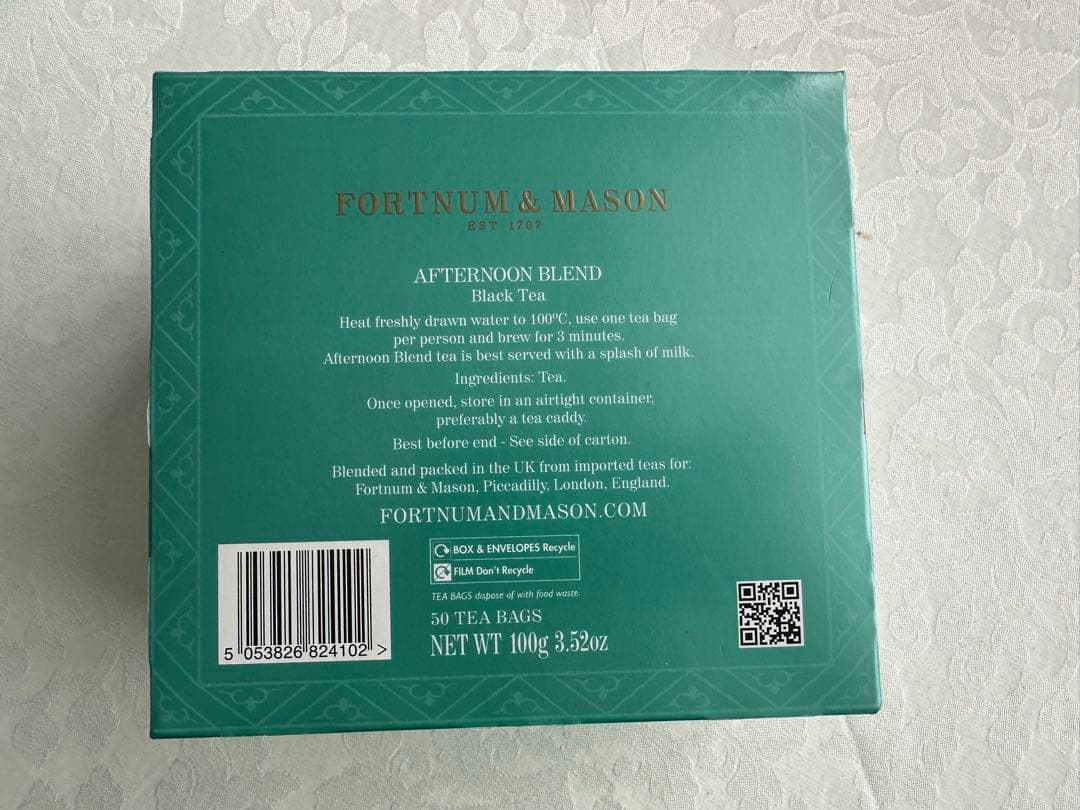 FORTNUM & MASON
EST 1707
AFTERNOON BLEND
Black Tea
Heat freshly drawn water to 100ºC, use one tea bag
per person and brew for 3 minutes.
Afternoon Blend tea is best served with a splash of milk.
Ingredients: Tea.
Once opened, store in an airtight container,
preferably a tea caddy.
Best before end - See side of carton.
Blended and packed in the UK from imported teas for:
Fortnum & Mason, Piccadilly, London, England.
FORTNUMANDMASON.COM
BOX & ENVELOPES Recycle
FILM Don't Recycle
TEA BAGS dispose of with food waste.
50 TEA BAGS
NET WT 100g 3.52oz
5 053826 824102 >